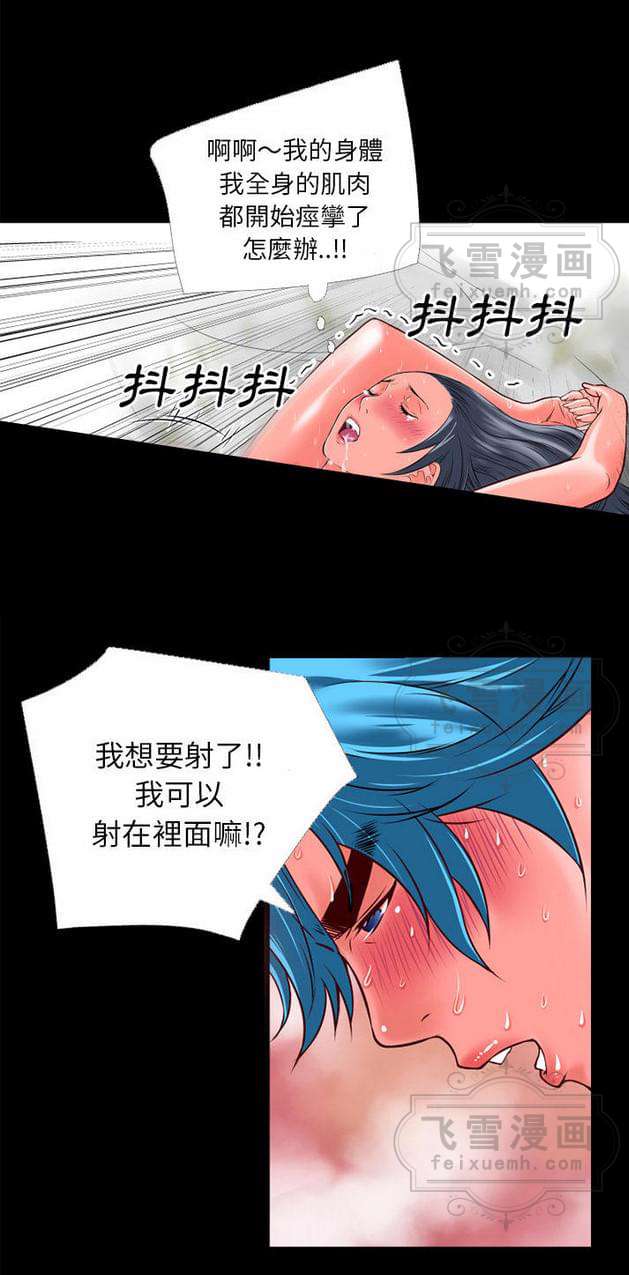 啊啊～我的身體
我全身的肌肉
都開始痙攣了
怎麼辦..!!
飞雪漫画
feixuemh.com
抖抖抖
抖抖抖
飞雪漫画
feixuemh.com
我想要射了!!
我可以
射在裡面嘛!?
飞雪漫画
feixuemh.com